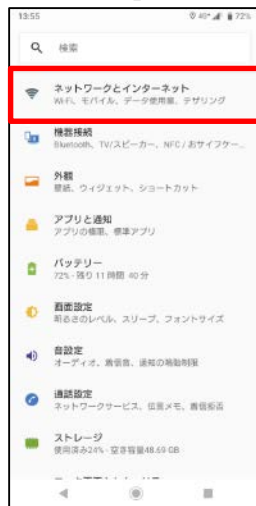 13:55
4G+ 72%
検索
ネットワークとインターネット
Wi-Fi、モバイル、データ使用量、テザリング
機器接続
Bluetooth、TV/スピーカー、NFC / おサイフケー...
外観
壁紙、ウィジェット、ショートカット
アプリと通知
アプリの権限、標準アプリ
バッテリー
72% - 残り 11 時間 40 分
画面設定
明るさのレベル、スリープ、フォントサイズ
音設定
オーディオ、着信音、通知の鳴動制限
通話設定
ネットワークサービス、伝言メモ、着信拒否
ストレージ
使用済み24% - 空き容量48.69 GB